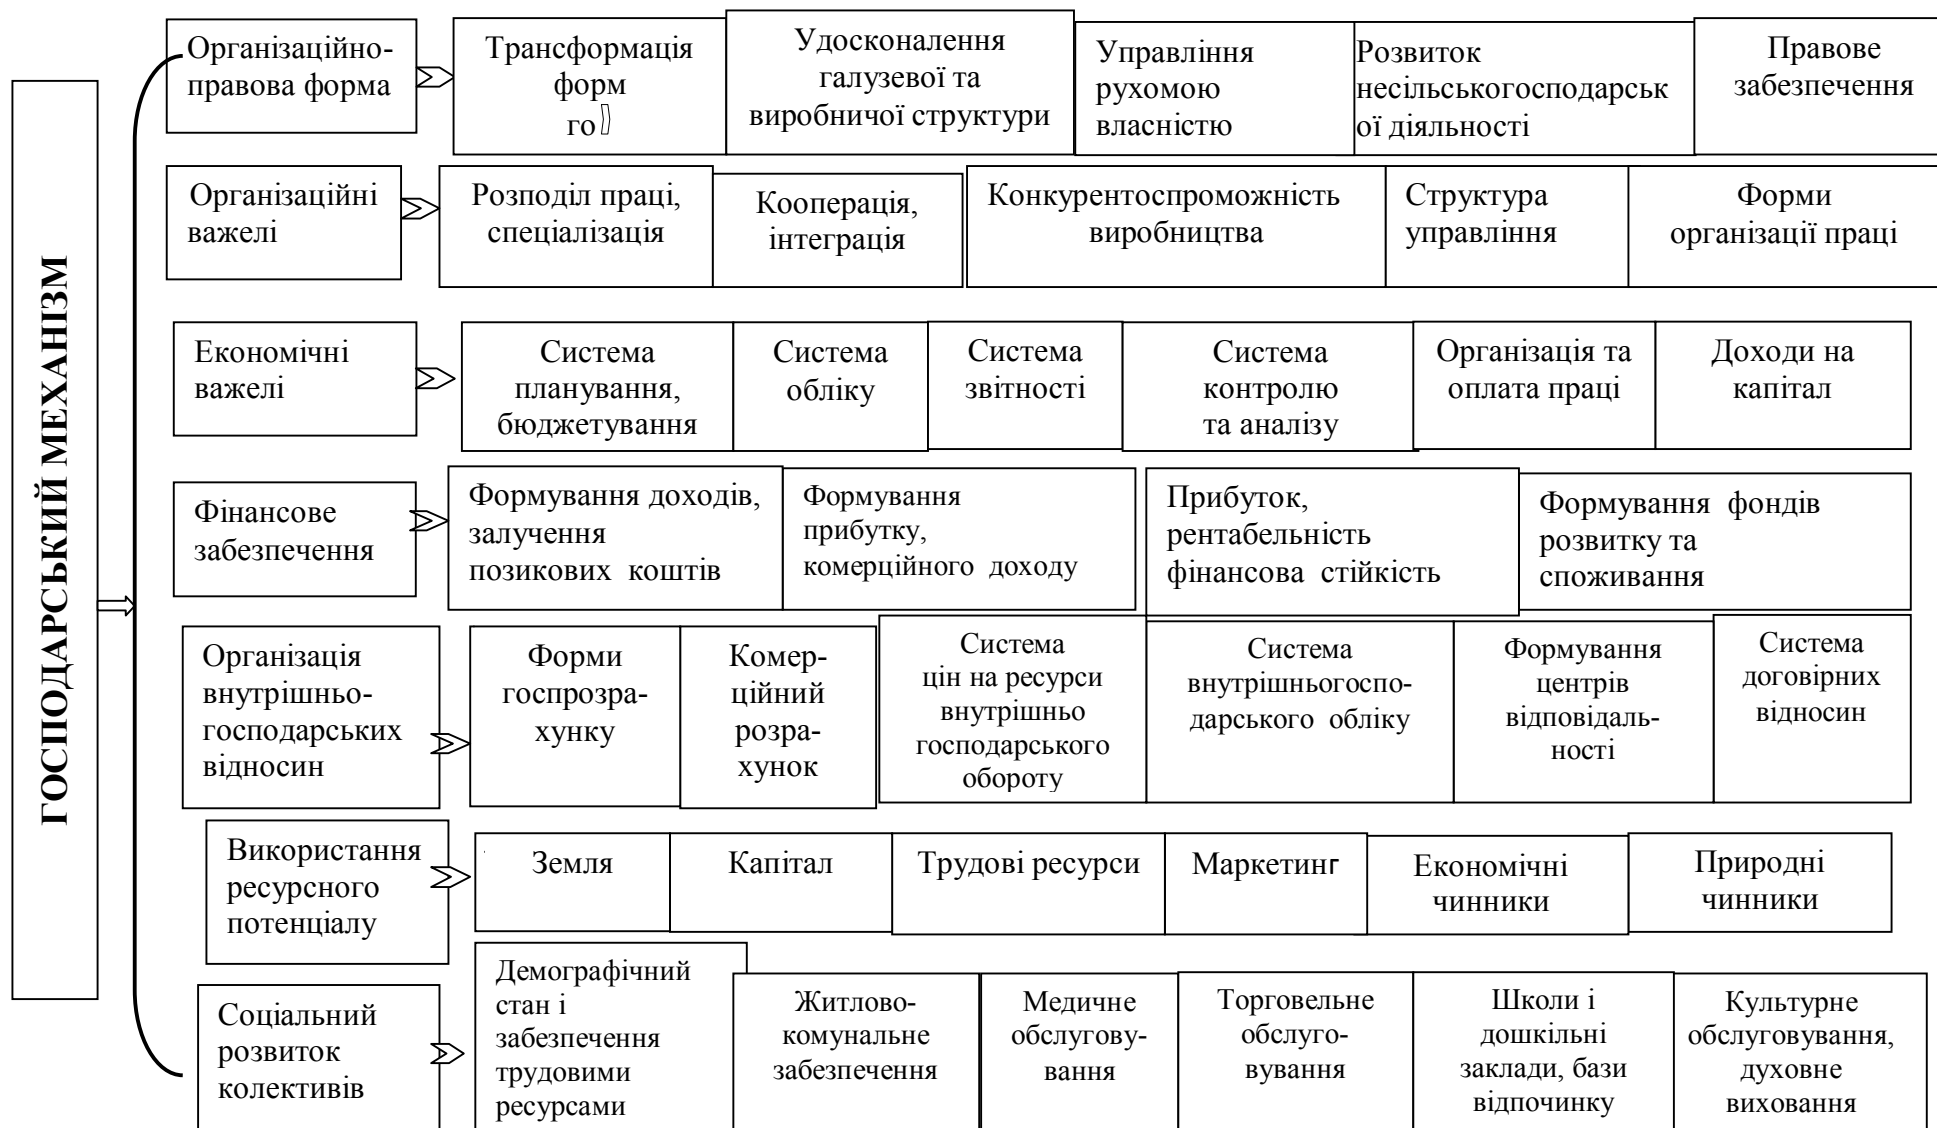 ГОСПОДАРСЬКИЙ МЕХАНІЗМ
Організаційно-
правова форма
Трансформація
форм
го
Удосконалення
галузевої та
виробничої структури
Управління
рухомою
власністю
Розвиток
несільськогосподарськ
ої діяльності
Правове
забезпечення
Організаційні
важелі
Розподіл праці,
спеціалізація
Кооперація,
інтеграція
Конкурентоспроможність
виробництва
Структура
управління
Форми
організації праці
Економічні
важелі
Система
планування,
бюджетування
Система
обліку
Система
звітності
Система
контролю
та аналізу
Організація та
оплата праці
Доходи на
капітал
Фінансове
забезпечення
Формування доходів,
залучення
позикових коштів
Формування
прибутку,
комерційного доходу
Прибуток,
рентабельність
фінансова стійкість
Формування фондів
розвитку та
споживання
Організація
внутрішньо-
господарських
відносин
Форми
госпрозра-
хунку
Комер-
ційний
розра-
хунок
Система
цін на ресурси
внутрішньо
господарського
обороту
Система
внутрішньогоспо-
дарського обліку
Формування
центрів
відповідаль-
ності
Система
договірних
відносин
Використання
ресурсного
потенціалу
Земля
Капітал
Трудові ресурси
Маркетинг
Економічні
чинники
Природні
чинники
Соціальний
розвиток
колективів
Демографічний
стан і
забезпечення
трудовими
ресурсами
Житлово-
комунальне
забезпечення
Медичне
обслугову-
вання
Торговельне
обслуго-
вування
Школи і
дошкільні
заклади, бази
відпочинку
Культурне
обслуговування,
духовне
виховання